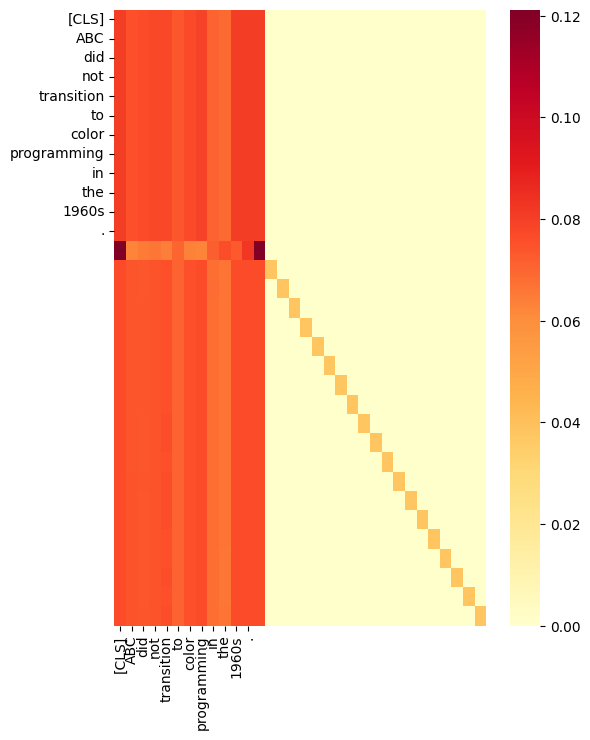 [CLS]
ABC
did
not
transition
to
color
programming
in
the
1960s
.
0.12
0.10
0.08
0.06
0.04
0.02
0.00
[CLS]
ABC
did
not
transition
to
color
programming
in
the
1960s
.